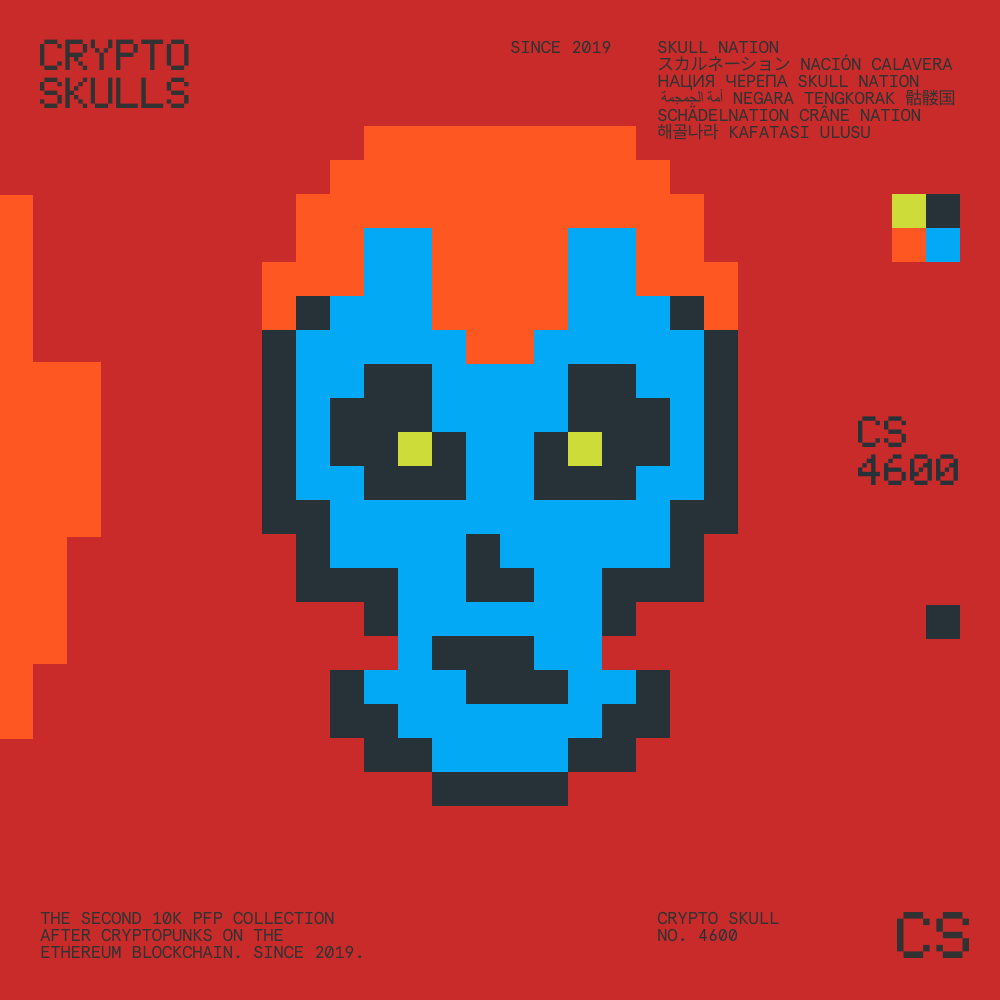 CRYPTO
SKULLS
SINCE 2019
SKULL NATION
スカルネーション NACIÓN CALAVERA
НАЦИЯ ЧЕРЕПА SKULL NATION
أمة الجمجمة NEGARA TENGKORAK 骷髅国
SCHÄDELNATION CRÂNE NATION
해골나라 KAFATASI ULUSU
CS
4600
THE SECOND 10K PFP COLLECTION
AFTER CRYPTOPUNKS ON THE
ETHEREUM BLOCKCHAIN. SINCE 2019.
CRYPTO SKULL
NO. 4600
CS